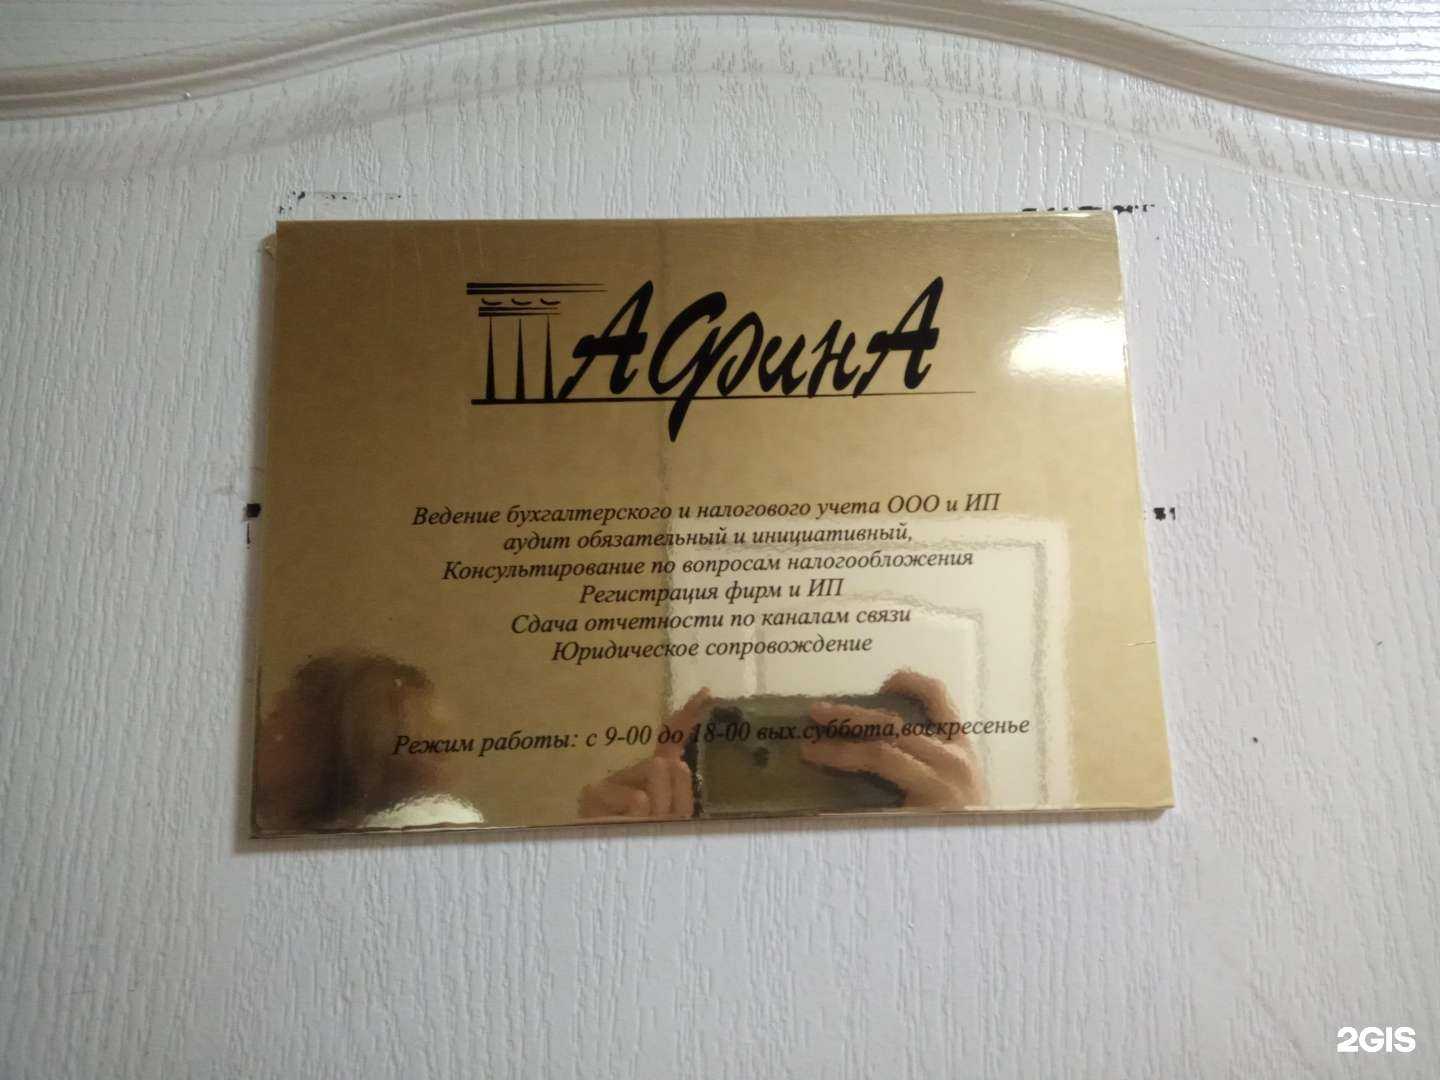 АфинА
Ведение бухгалтерского и налогового учета ООО и ИП
аудит обязательный и инициативный,
Консультирование по вопросам налогообложения
Регистрация фирм и ИП
Сдача отчетности по каналам связи
Юридическое сопровождение
Режим работы: с 9-00 до 18-00 вых.суббота,воскресенье
2GIS